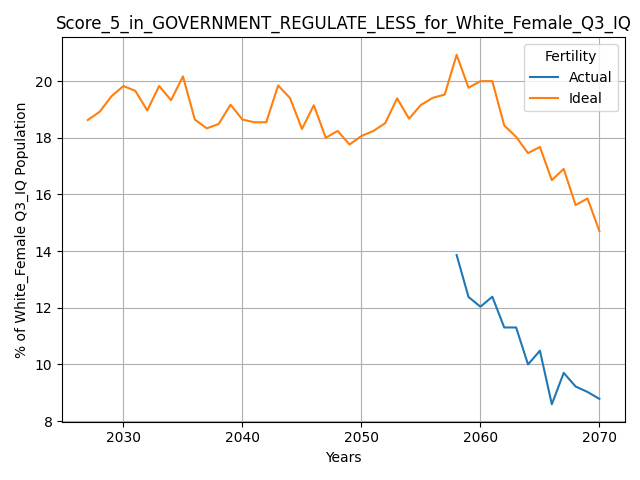 Score_5_in_GOVERNMENT_REGULATE_LESS_for_White_Female_Q3_IQ
Fertility
Actual
Ideal
% of White_Female Q3_IQ Population
20
18
16
14
12
10
8
2030
2040
2050
2060
2070
Years